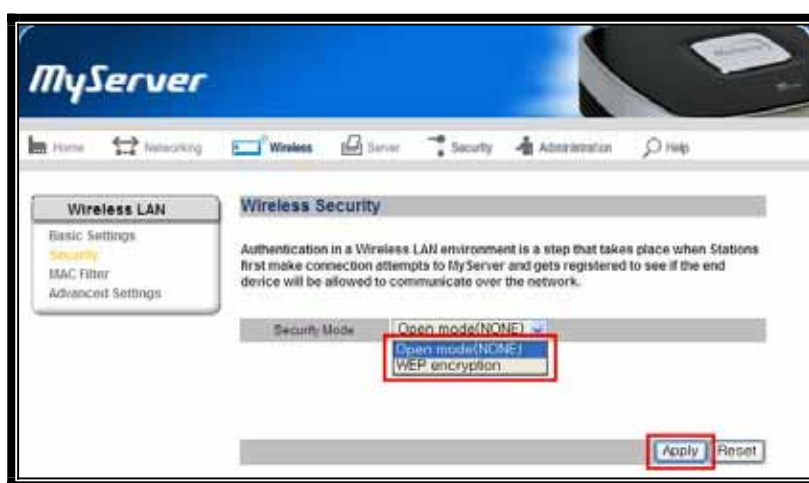 MyServer
Home Networking Wireless Server Security Administration Help
Wireless LAN
Basic Settings
Security
MAC Filter
Advanced Settings
Wireless Security
Authentication in a Wireless LAN environment is a step that takes place when Stations
first make connection attempts to MyServer and gets registered to see if the end
device will be allowed to communicate over the network.
Security Mode Open mode(NONE)
Open mode(NONE)
WEP encryption
Apply Reset